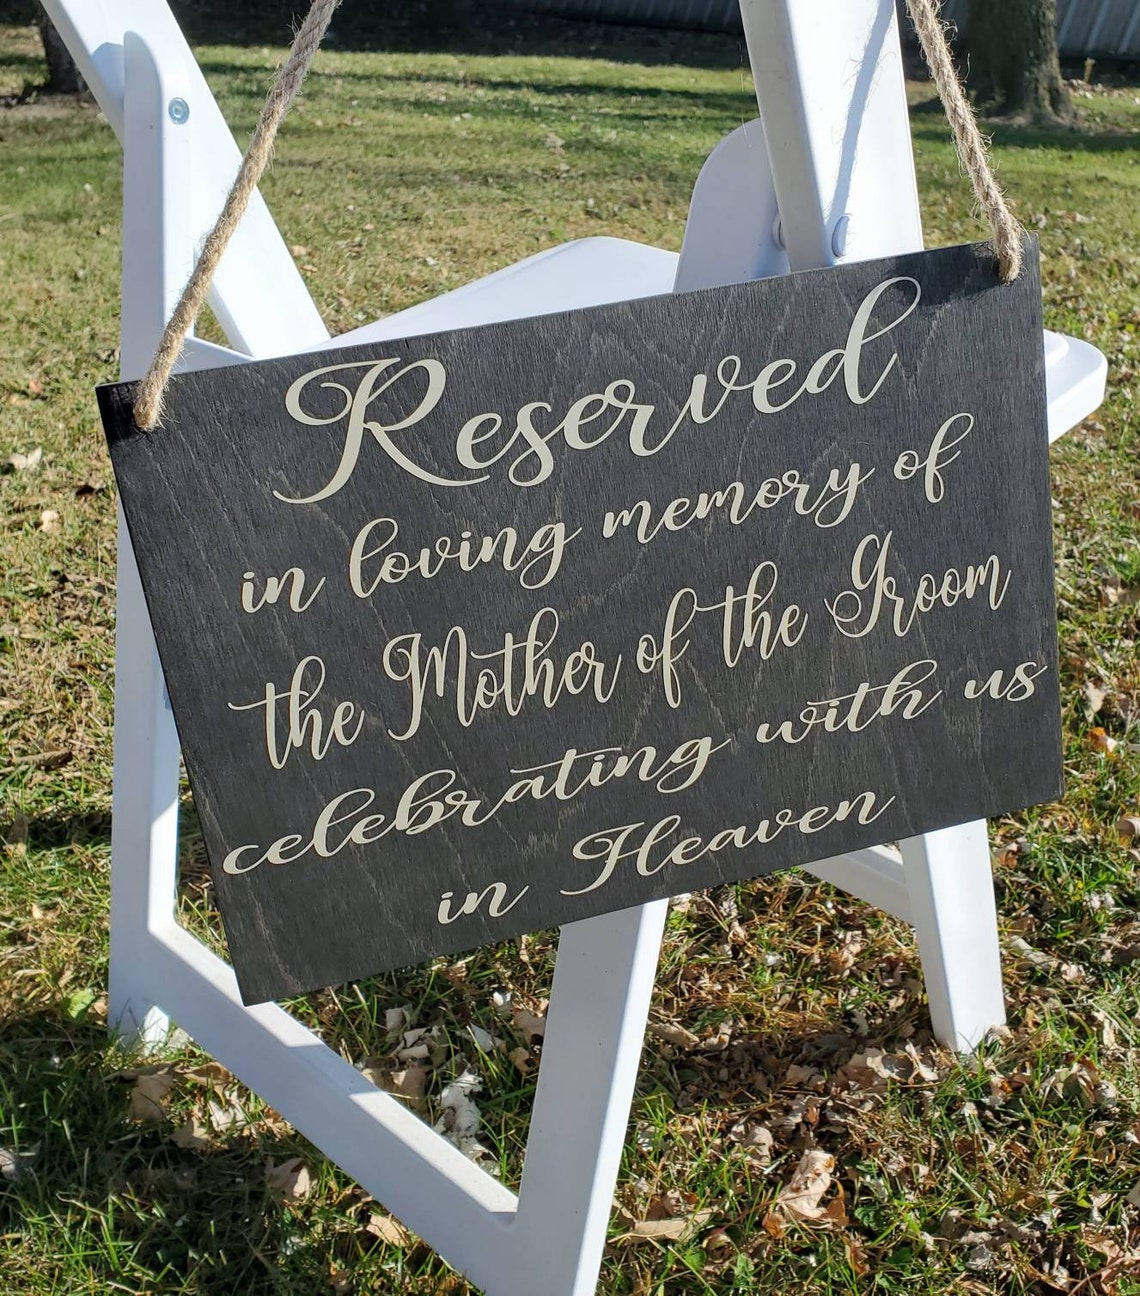 Reserved
in loving memory of
the Mother of the Groom
celebrating with us
in Heaven